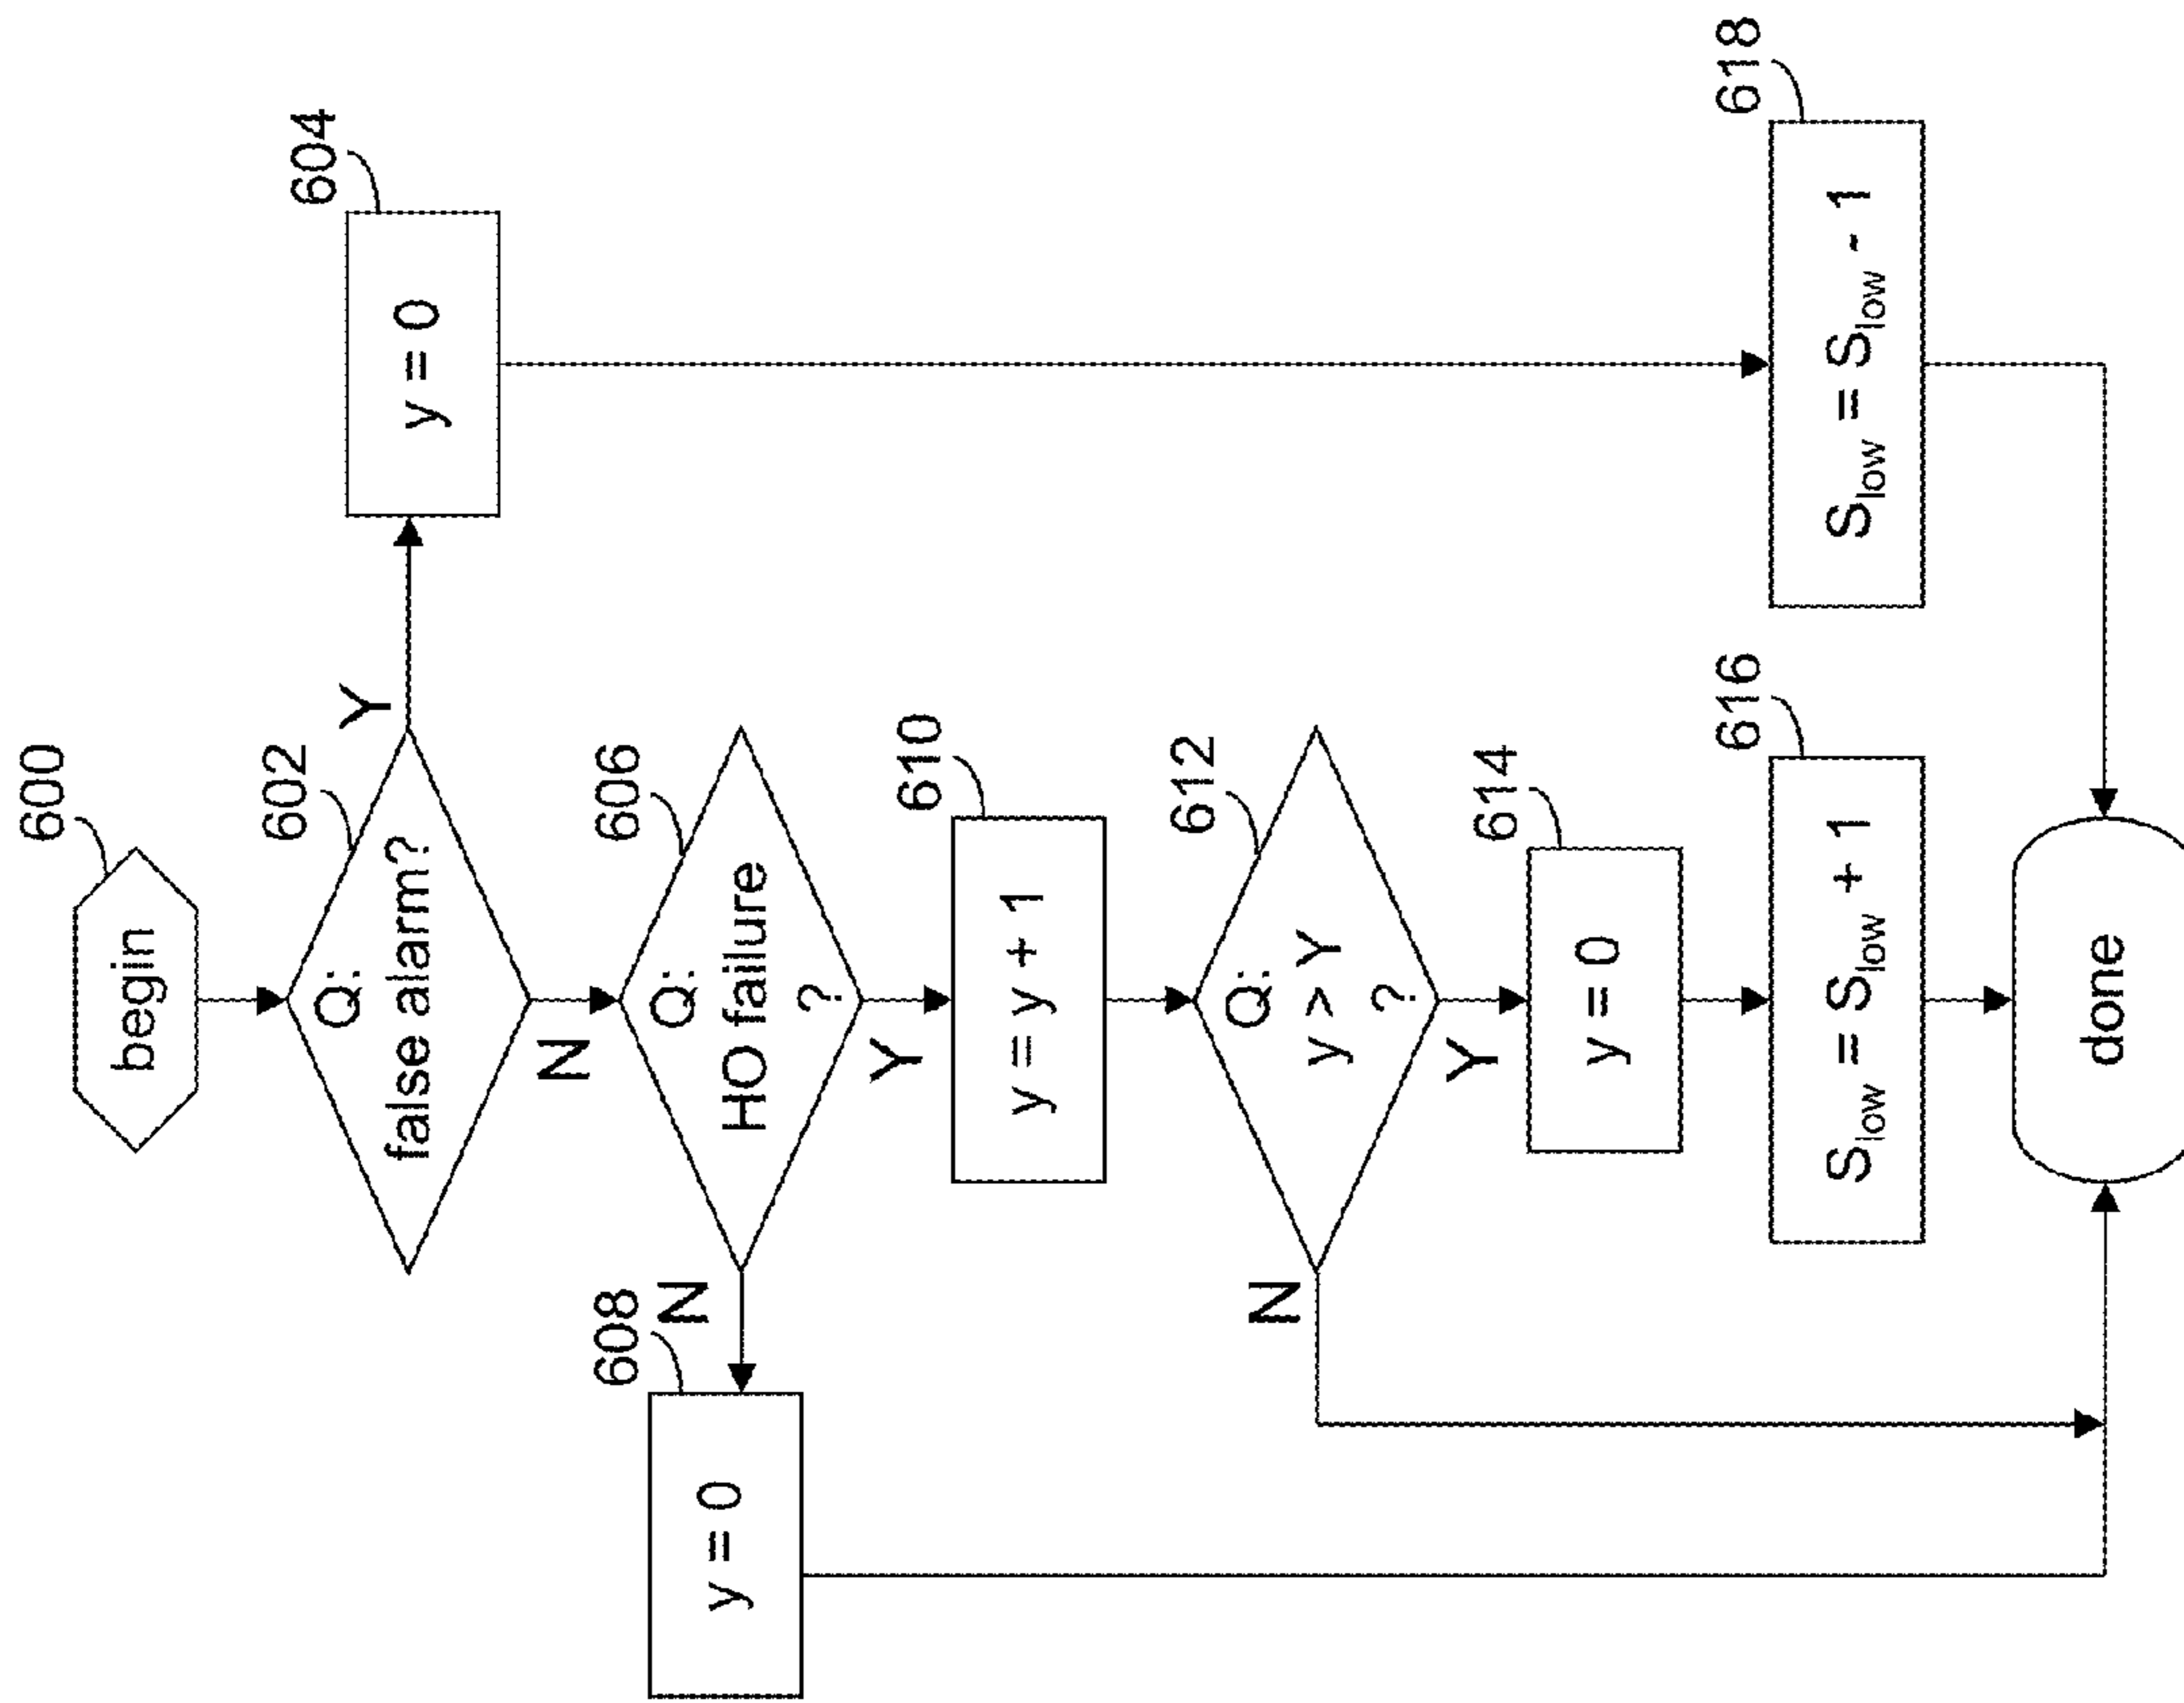 begin
600
Q:
false alarm?
602
Y
y = 0
604
N
Q:
HO failure
?
606
N
y = 0
608
Y
y = y + 1
610
Q:
y > Y
?
612
N
Y
y = 0
614
S_low = S_low + 1
616
S_low = S_low - 1
618
done